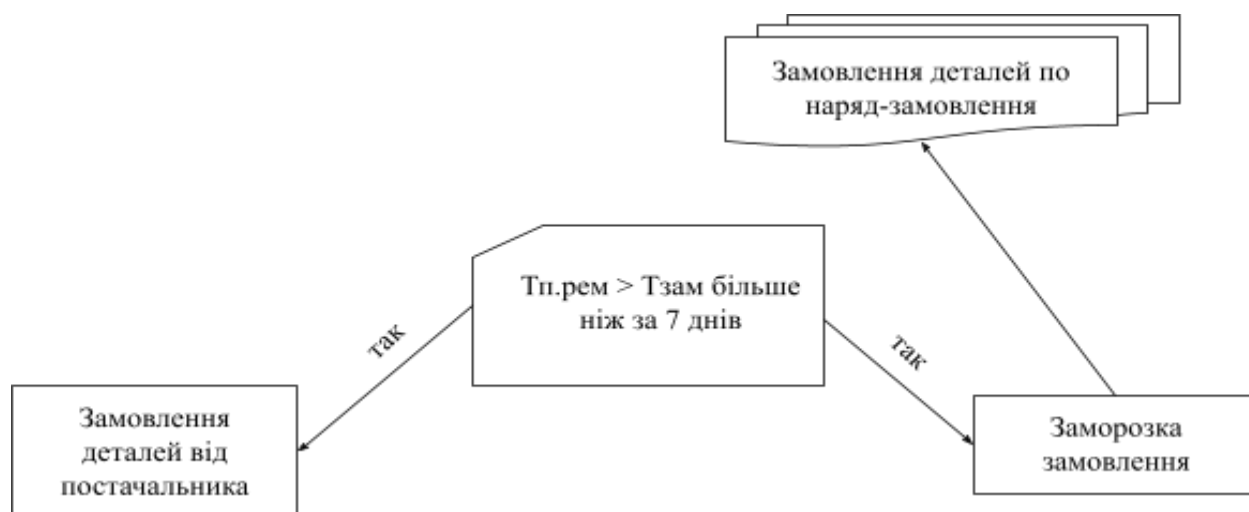 Замовлення деталей по
наряд-замовлення
Тп.рем > Тзам більше
ніж за 7 днів
так
так
Замовлення
деталей від
постачальника
Заморозка
замовлення